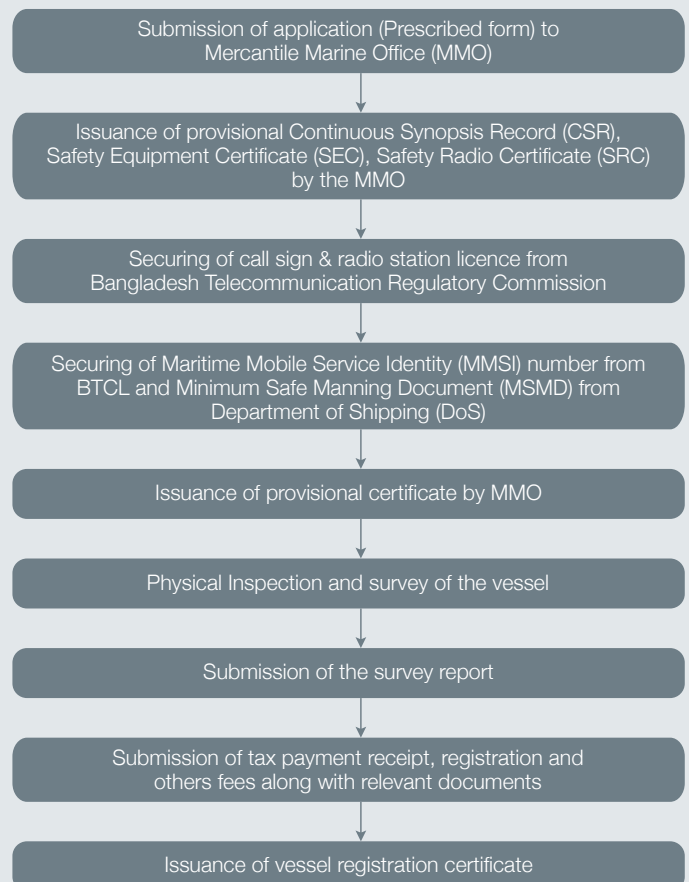 Submission of application (Prescribed form) to
Mercantile Marine Office (MMO)
Issuance of provisional Continuous Synopsis Record (CSR),
Safety Equipment Certificate (SEC), Safety Radio Certificate (SRC)
by the MMO
Securing of call sign & radio station licence from
Bangladesh Telecommunication Regulatory Commission
Securing of Maritime Mobile Service Identity (MMSI) number from
BTCL and Minimum Safe Manning Document (MSMD) from
Department of Shipping (DoS)
Issuance of provisional certificate by MMO
Physical Inspection and survey of the vessel
Submission of the survey report
Submission of tax payment receipt, registration and
others fees along with relevant documents
Issuance of vessel registration certificate